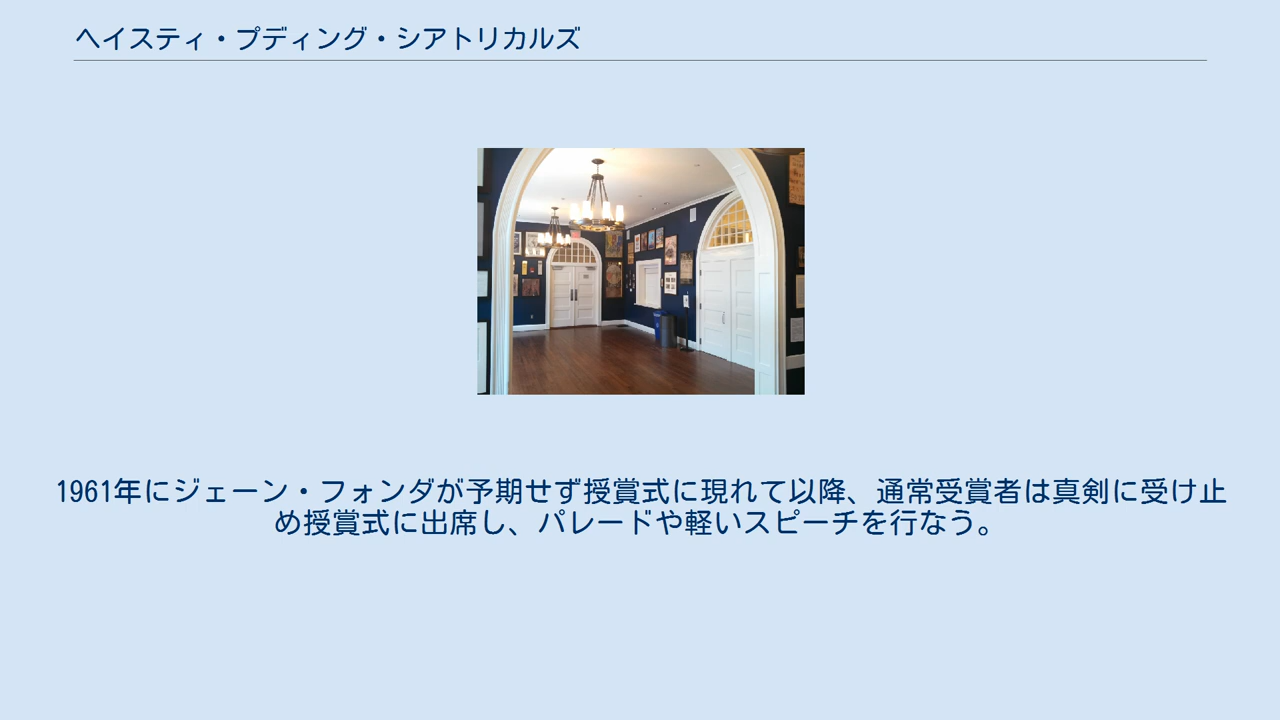 ヘイスティ・プディング・シアトリカルズ
1961年にジェーン・フォンダが予期せず授賞式に現れて以降、通常受賞者は真剣に受け止
め授賞式に出席し、パレードや軽いスピーチを行なう。